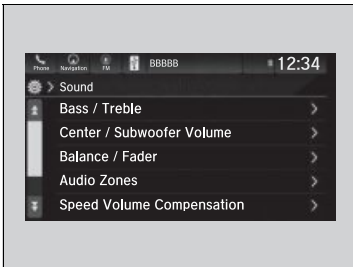 Phone Navigation FM BBBBB 12:34
Sound
Bass / Treble
Center / Subwoofer Volume
Balance / Fader
Audio Zones
Speed Volume Compensation